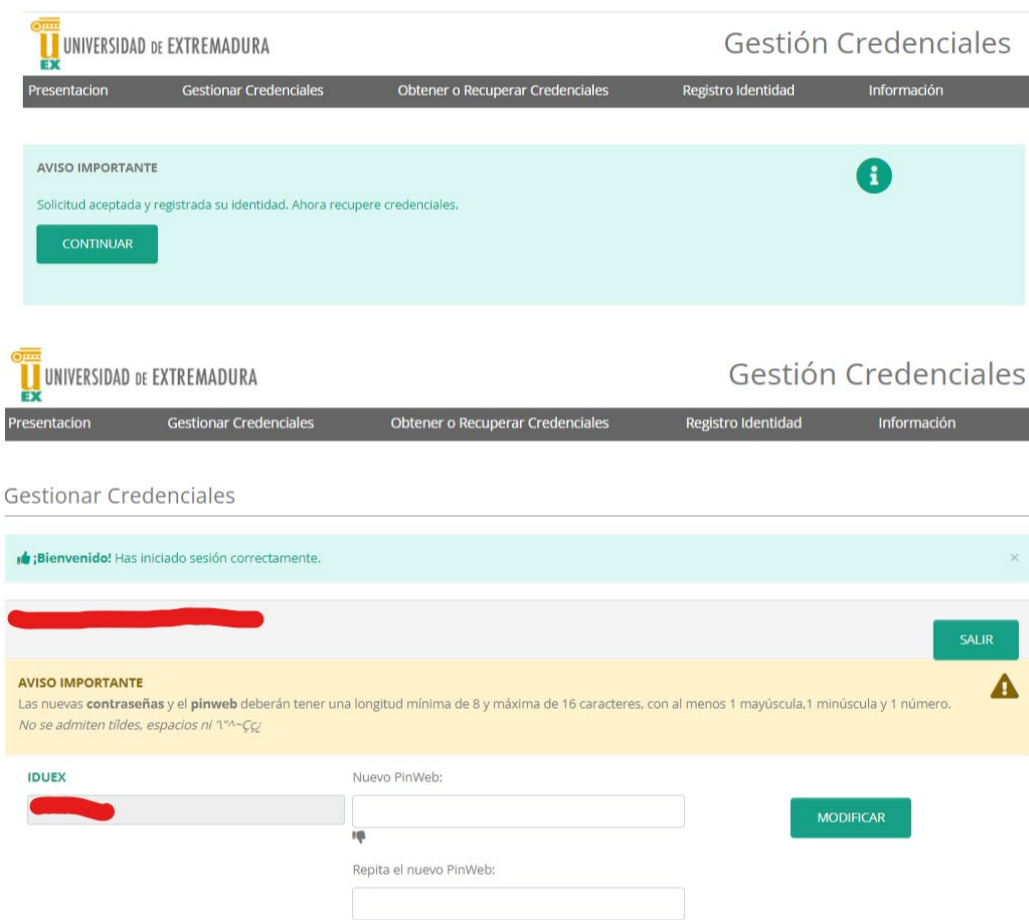 UNIVERSIDAD DE EXTREMADURA
UEX
Gestión Credenciales
Presentacion Gestionar Credenciales Obtener o Recuperar Credenciales Registro Identidad Información
AVISO IMPORTANTE
Solicitud aceptada y registrada su identidad. Ahora recupere credenciales.
CONTINUAR
UNIVERSIDAD DE EXTREMADURA
UEX
Gestión Credenciales
Presentacion Gestionar Credenciales Obtener o Recuperar Credenciales Registro Identidad Información
Gestionar Credenciales
¡Bienvenido! Has iniciado sesión correctamente. ×
SALIR
AVISO IMPORTANTE
Las nuevas contraseñas y el pinweb deberán tener una longitud mínima de 8 y máxima de 16 caracteres, con al menos 1 mayúscula,1 minúscula y 1 número.
No se admiten tíldes, espacios ni '\"^~Çç¿
IDUEX Nuevo PinWeb:
MODIFICAR
Repita el nuevo PinWeb: